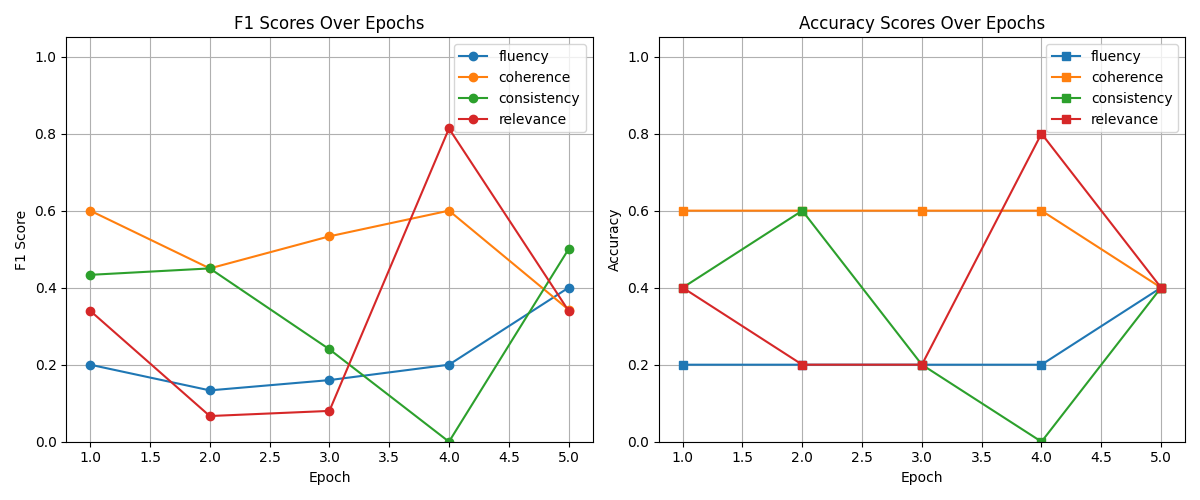 F1 Scores Over Epochs
1.0
0.8
0.6
0.4
0.2
0.0
F1 Score
fluency
coherence
consistency
relevance
1.0 1.5 2.0 2.5 3.0 3.5 4.0 4.5 5.0
Epoch
Accuracy Scores Over Epochs
1.0
0.8
0.6
0.4
0.2
0.0
Accuracy
fluency
coherence
consistency
relevance
1.0 1.5 2.0 2.5 3.0 3.5 4.0 4.5 5.0
Epoch